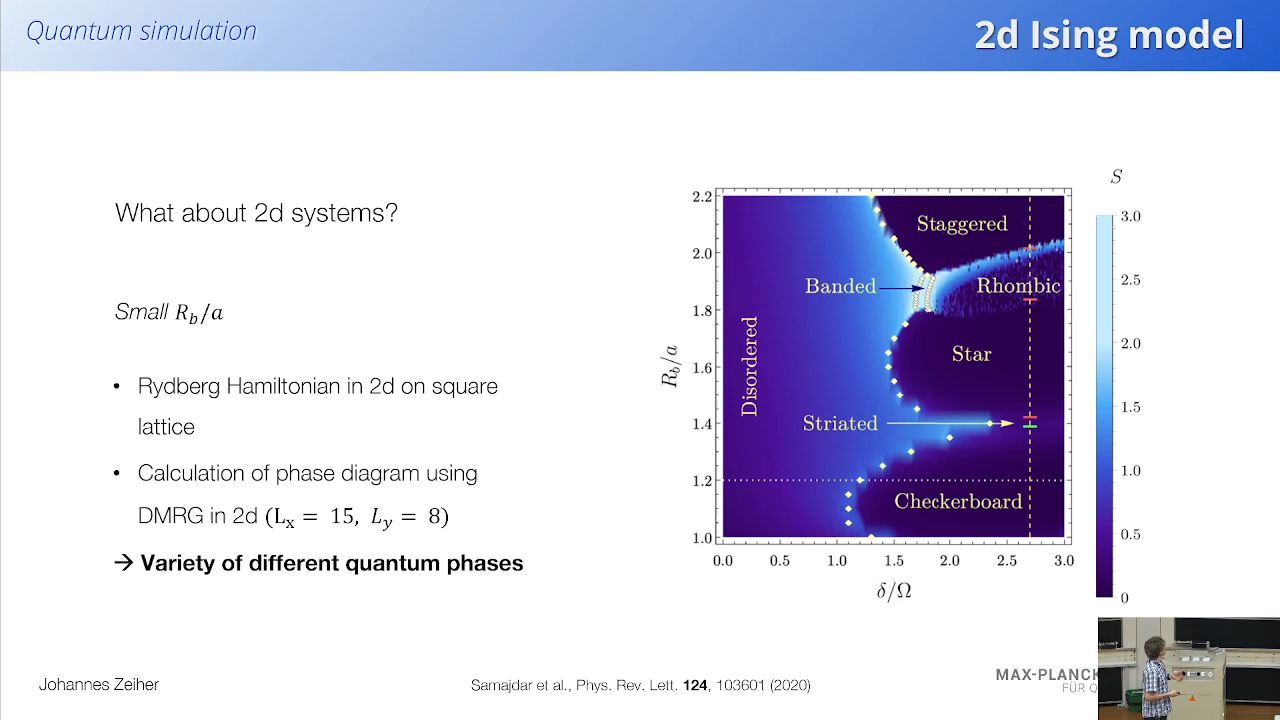 Quantum simulation
2d Ising model
What about 2d systems?
Small R_b/a
• Rydberg Hamiltonian in 2d on square
lattice
• Calculation of phase diagram using
DMRG in 2d (L_x = 15, L_y = 8)
→ Variety of different quantum phases
S
2.2
2.0
1.8
1.6
1.4
1.2
1.0
R_b/a
Staggered
Banded
Rhombic
Disordered
Star
Striated
Checkerboard
0.0 0.5 1.0 1.5 2.0 2.5 3.0
δ/Ω
3.0
2.5
2.0
1.5
1.0
0.5
0
Johannes Zeiher
Samajdar et al., Phys. Rev. Lett. 124, 103601 (2020)
MAX-PLANCK
FÜR Q